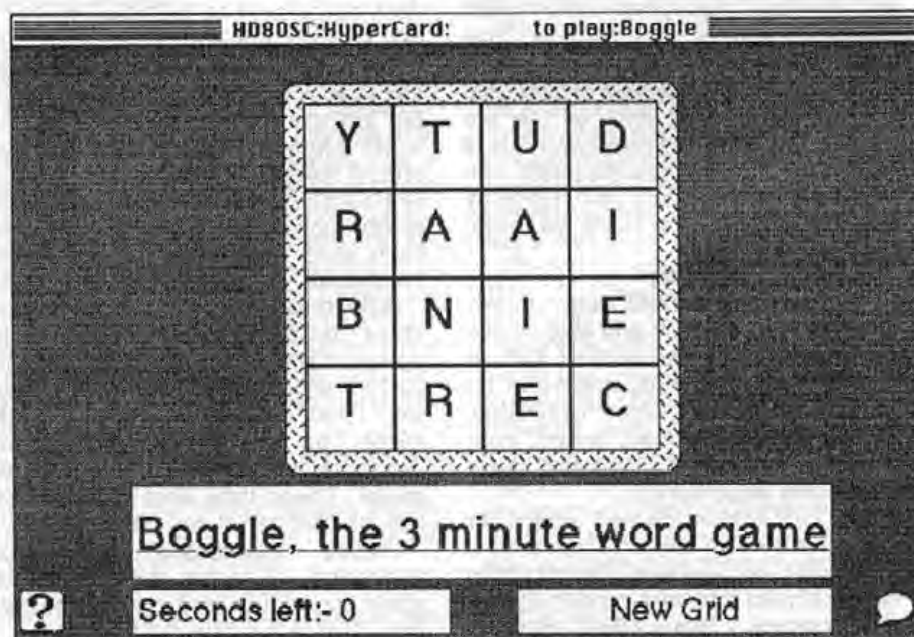 HD80SC:HyperCard: to play:Boggle
Y T U D
R A A I
B N I E
T R E C
Boggle, the 3 minute word game
? Seconds left:- 0 New Grid